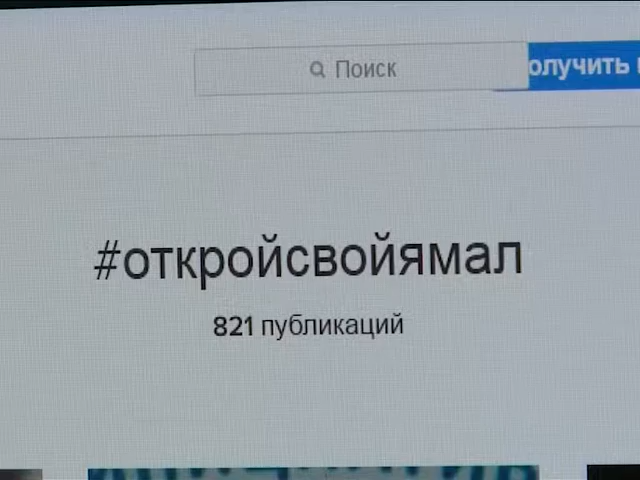 Поиск
олучить
#откройсвойямал
821 публикаций